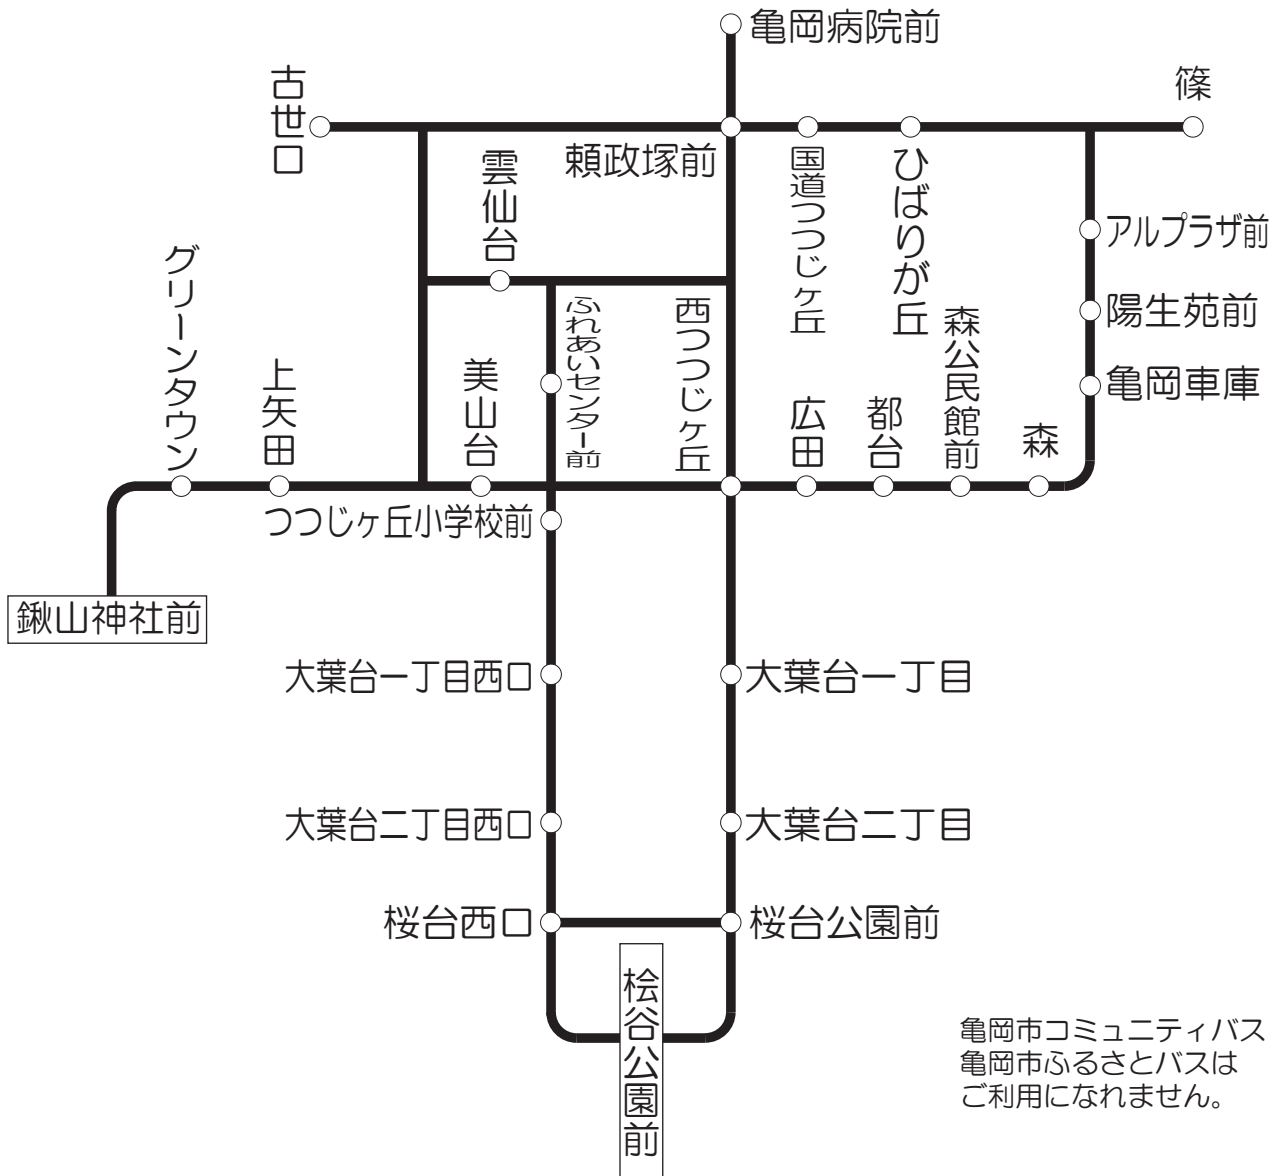 亀岡病院前
古世口
篠
頼政塚前
国道つつじヶ丘
ひばりが丘
雲仙台
アルプラザ前
グリーンタウン
ふれあいセンター前
西つつじヶ丘
陽生苑前
森公民館前
上矢田
美山台
亀岡車庫
広田
都台
森
つつじヶ丘小学校前
鍬山神社前
大葉台一丁目西口
大葉台一丁目
大葉台二丁目西口
大葉台二丁目
桜台西口
桜台公園前
桧谷公園前
亀岡市コミュニティバス
亀岡市ふるさとバスは
ご利用になれません。